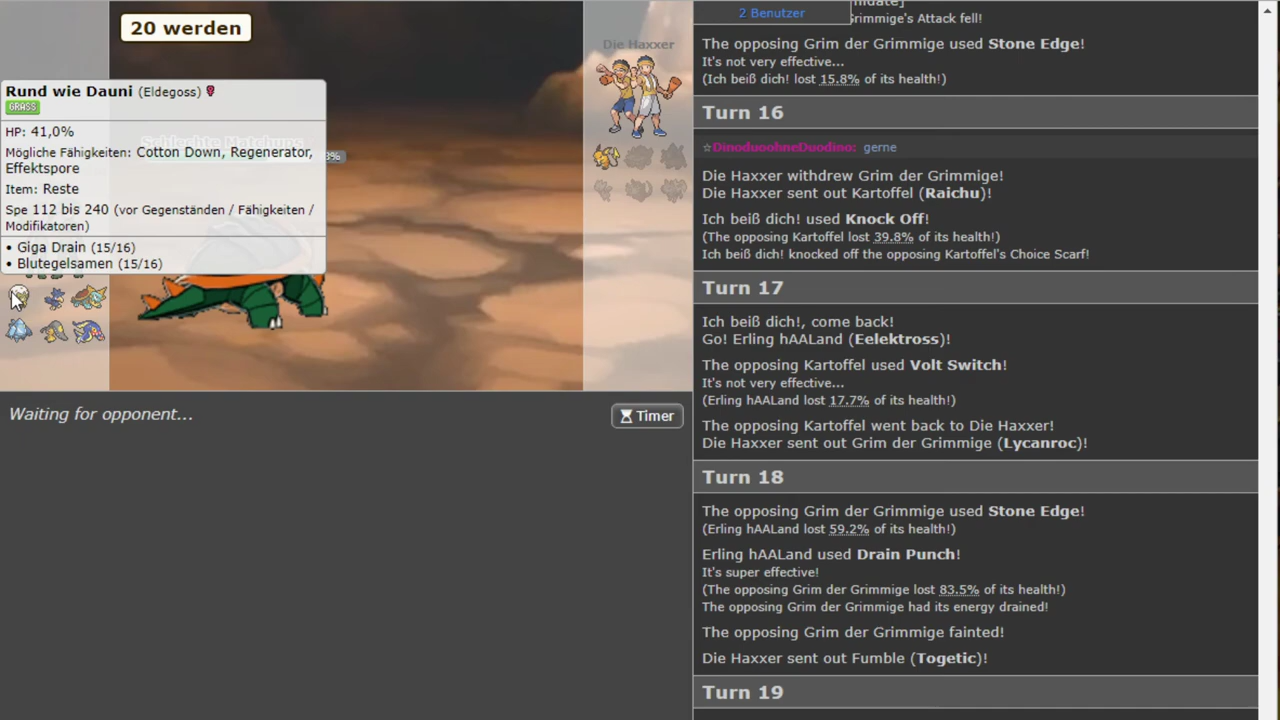 20 werden
Rund wie Dauni (Eldegoss)
GRASS
HP: 41,0%
Mögliche Fähigkeiten: Cotton Down, Regenerator,
Effektspore
Item: Reste
Spe 112 bis 240 (vor Gegenständen / Fähigkeiten /
Modifikatoren)
• Giga Drain (15/16)
• Blutegelsamen (15/16)
Die Haxxer
Waiting for opponent...
Timer
2 Benutzer
Grimmige's Attack fell!
The opposing Grim der Grimmige used Stone Edge!
It's not very effective...
(Ich beiß dich! lost 15.8% of its health!)
Turn 16
☆DinoduoohneDuodino: gerne
Die Haxxer withdrew Grim der Grimmige!
Die Haxxer sent out Kartoffel (Raichu)!
Ich beiß dich! used Knock Off!
(The opposing Kartoffel lost 39.8% of its health!)
Ich beiß dich! knocked off the opposing Kartoffel's Choice Scarf!
Turn 17
Ich beiß dich!, come back!
Go! Erling hAALand (Eelektross)!
The opposing Kartoffel used Volt Switch!
It's not very effective...
(Erling hAALand lost 17.7% of its health!)
The opposing Kartoffel went back to Die Haxxer!
Die Haxxer sent out Grim der Grimmige (Lycanroc)!
Turn 18
The opposing Grim der Grimmige used Stone Edge!
(Erling hAALand lost 59.2% of its health!)
Erling hAALand used Drain Punch!
It's super effective!
(The opposing Grim der Grimmige lost 83.5% of its health!)
The opposing Grim der Grimmige had its energy drained!
The opposing Grim der Grimmige fainted!
Die Haxxer sent out Fumble (Togetic)!
Turn 19